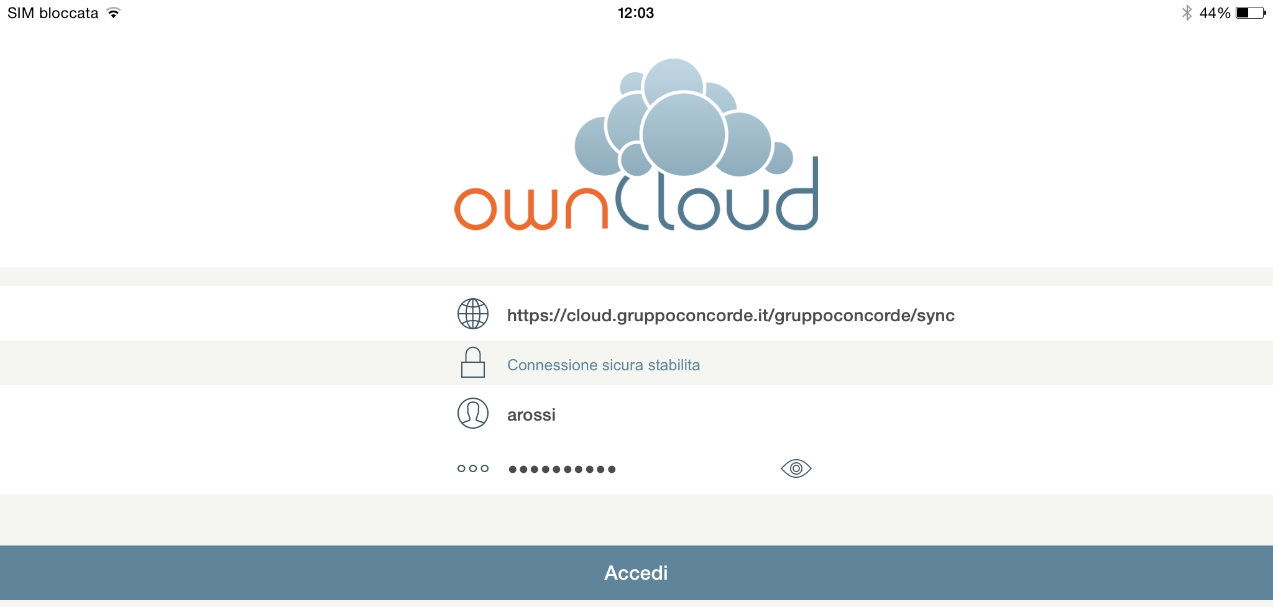 SIM bloccata
12:03
44%
ownCloud
https://cloud.gruppoconcorde.it/gruppoconcorde/sync
Connessione sicura stabilita
arossi
••••••••••
Accedi